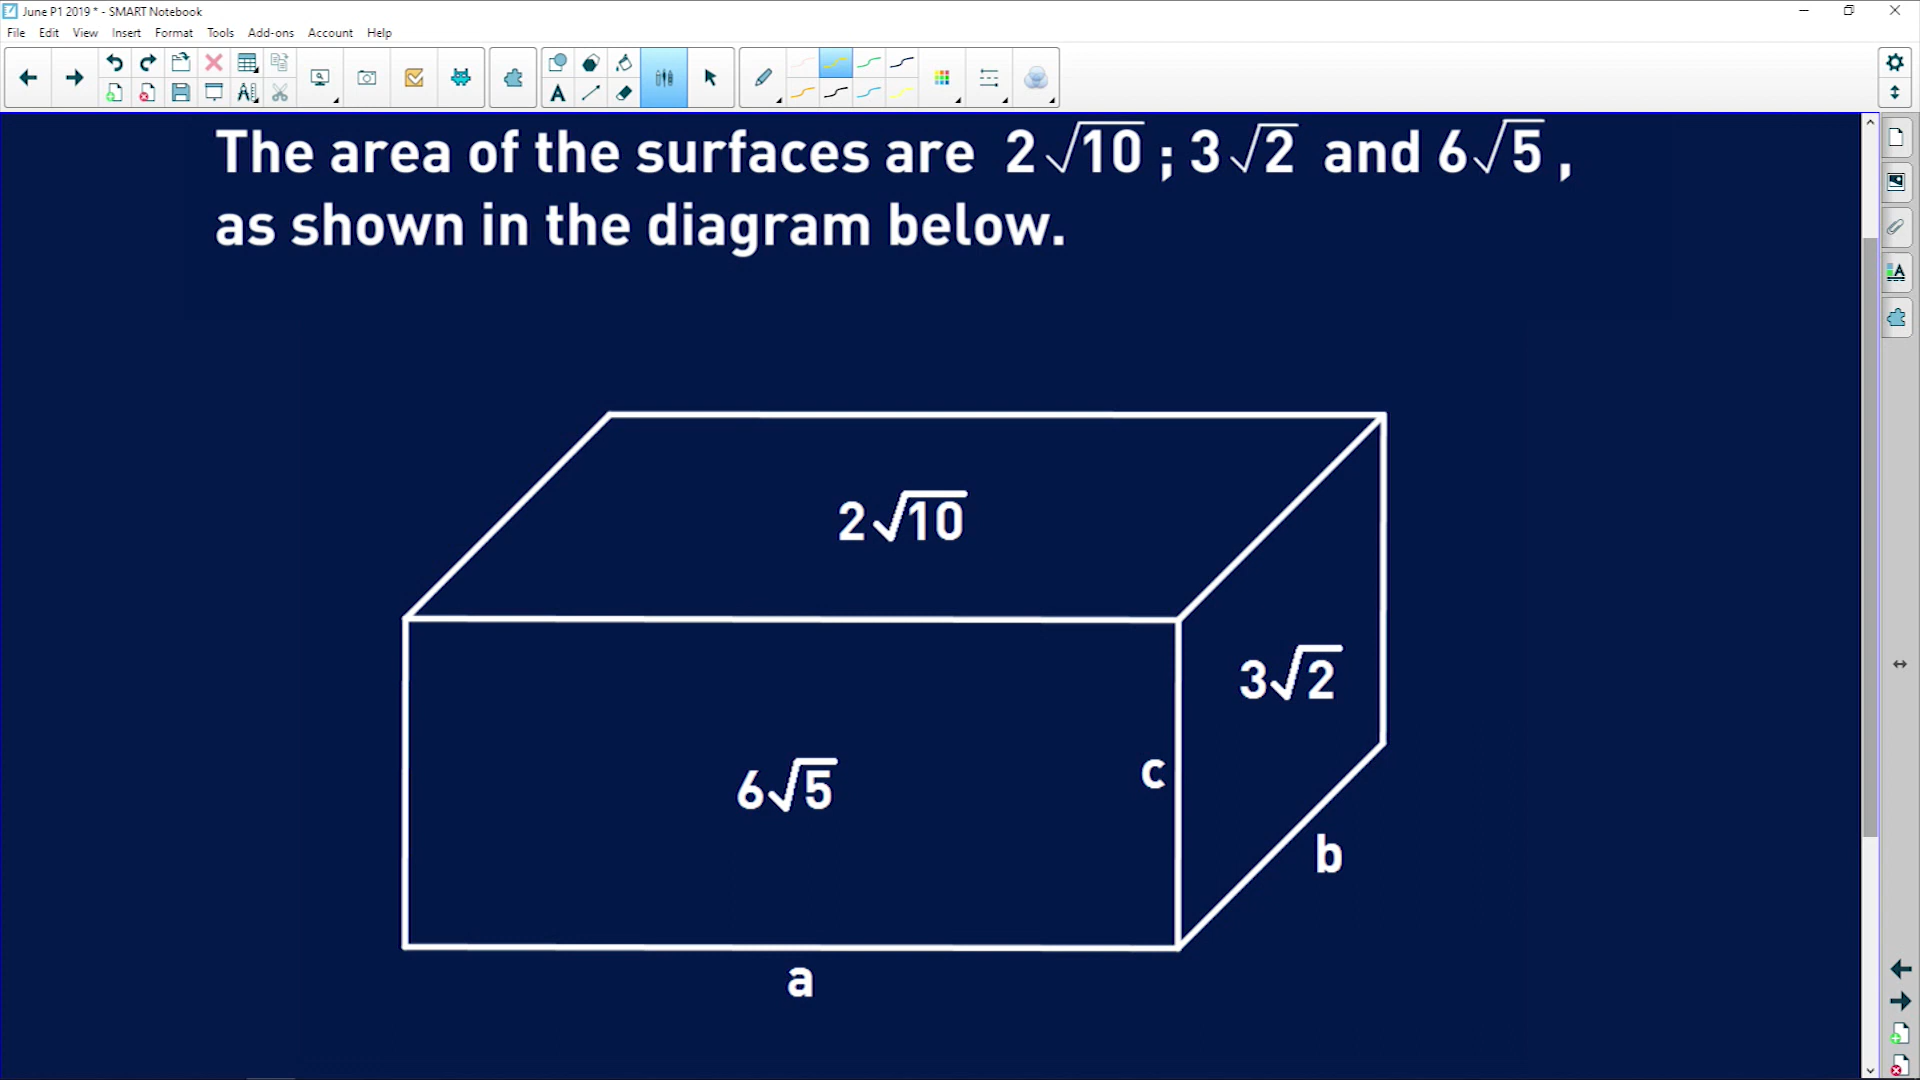 June P1 2019 * - SMART Notebook
File Edit View Insert Format Tools Add-ons Account Help
The area of the surfaces are 2√10 ; 3√2 and 6√5 ,
as shown in the diagram below.
2√10
3√2
6√5
c
b
a